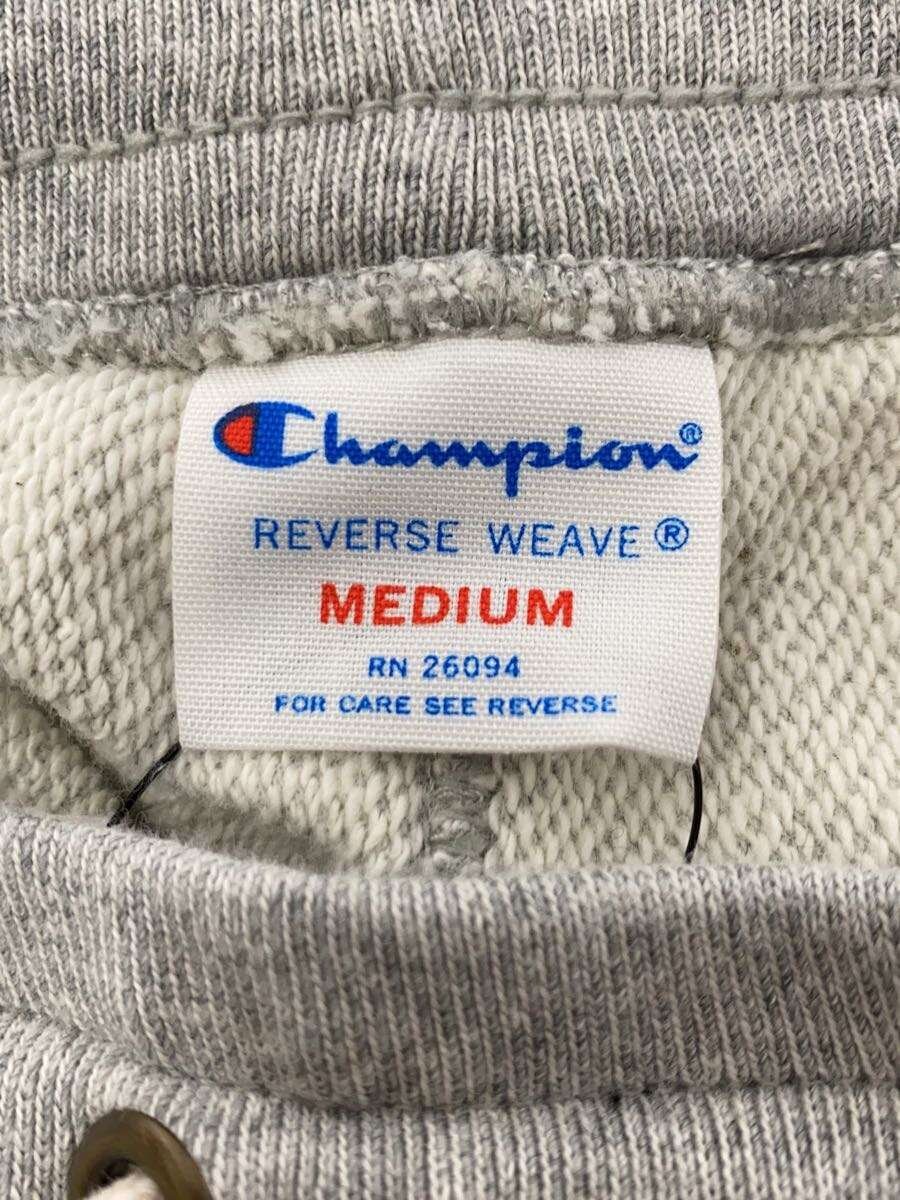 Champion®
REVERSE WEAVE®
MEDIUM
RN 26094
FOR CARE SEE REVERSE